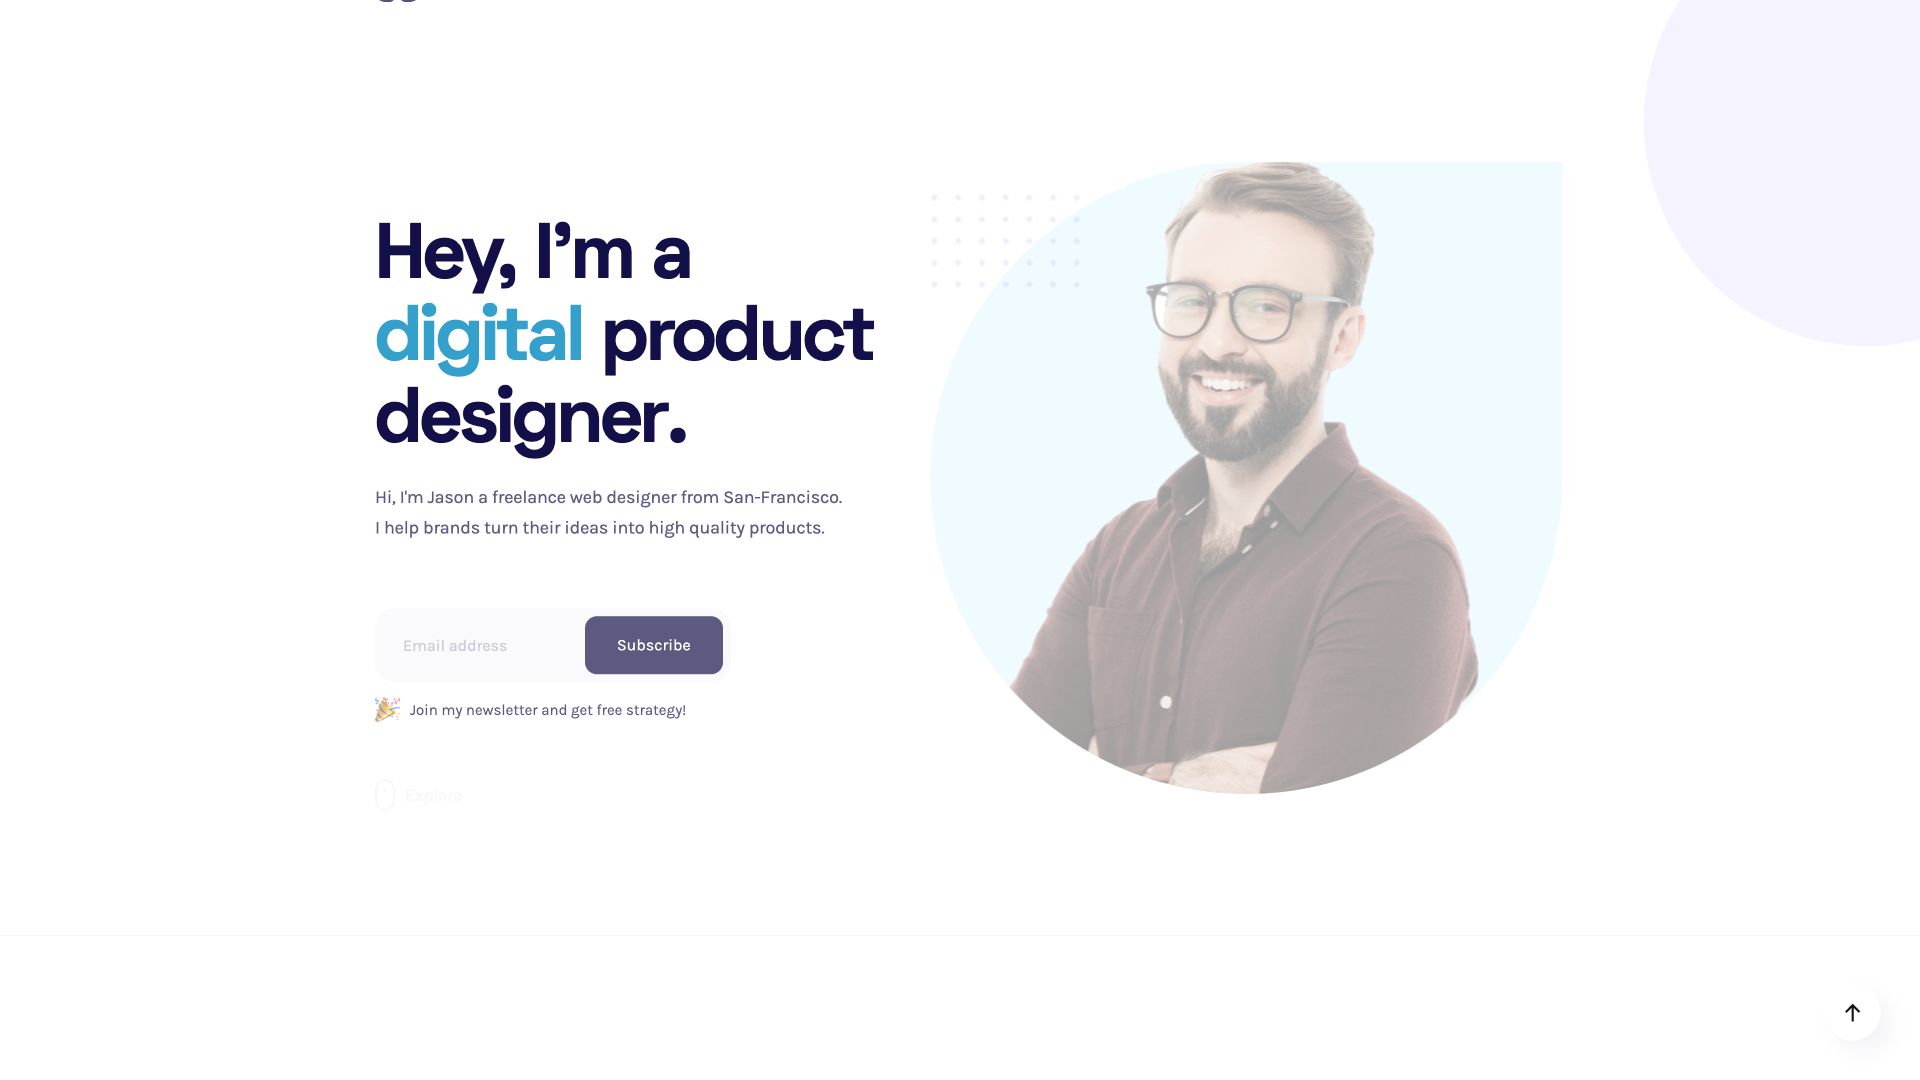 Hey, I’m a
digital product
designer.
Hi, I'm Jason a freelance web designer from San-Francisco.
I help brands turn their ideas into high quality products.
Email address
Subscribe
Join my newsletter and get free strategy!
Explore